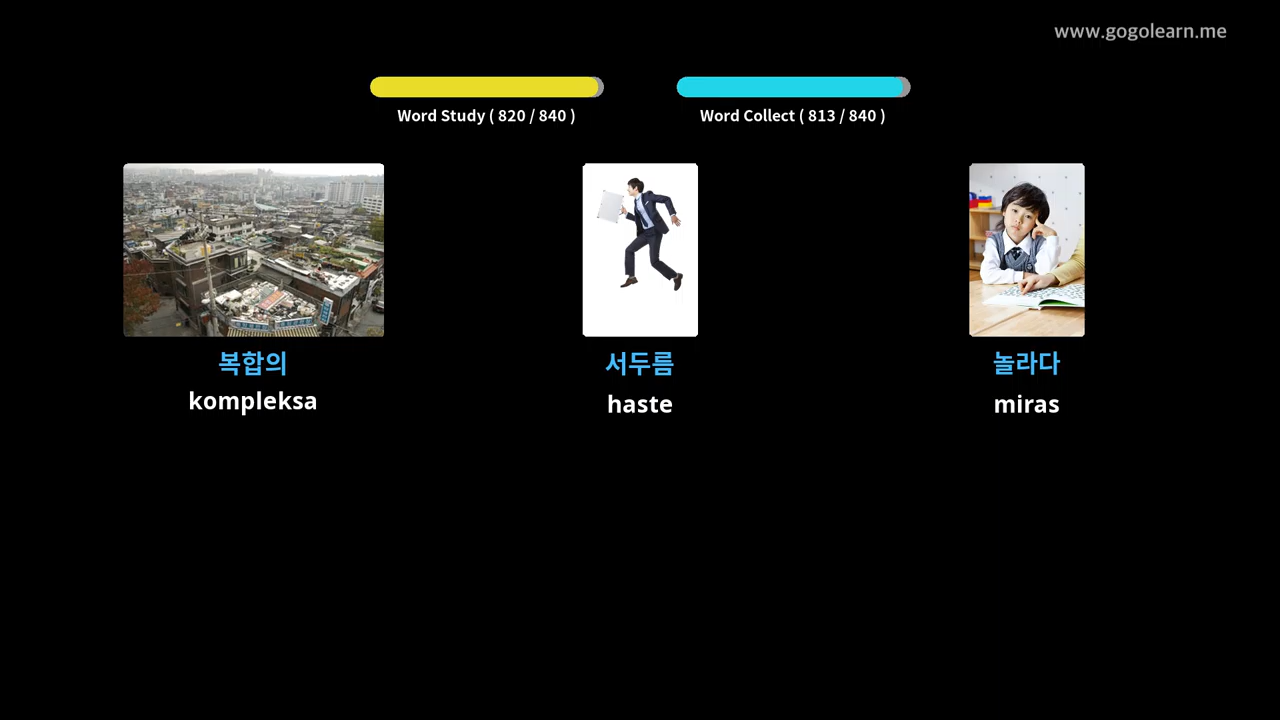 www.gogolearn.me
Word Study ( 820 / 840 )
Word Collect ( 813 / 840 )
복합의
kompleksa
서두름
haste
놀라다
miras